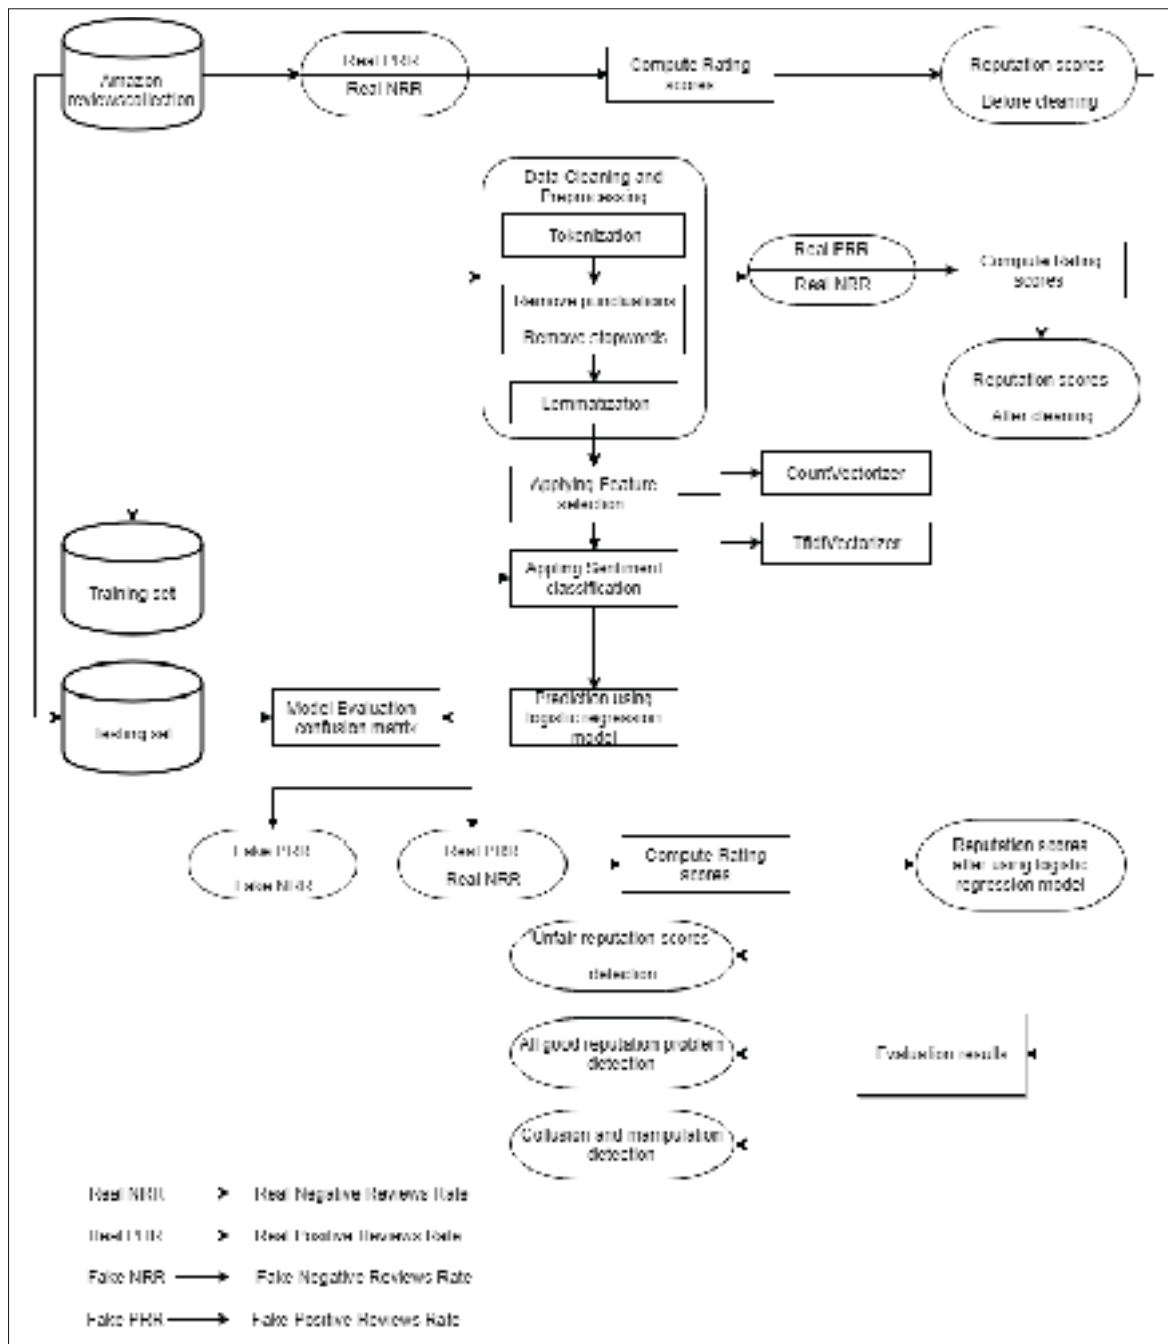 Amazon
reviewscollection
Real PRR
Real NRR
Compute Rating
scores
Reputation scores
Before cleaning
Data Cleaning and
Preprocessing
Tokenization
Remove punctuations
Remove stopwords
Lemmatization
Real PRR
Real NRR
Compute Rating
scores
Reputation scores
After cleaning
Applying Feature
selection
CountVectorizer
TfidfVectorizer
Appling Sentiment
classification
Training set
Testing set
Model Evaluation
confusion matrix
Prediction using
logistic regression
model
Fake PRR
Fake NRR
Real PRR
Real NRR
Compute Rating
scores
Reputation scores
after using logistic
regression model
Unfair reputation scores
detection
All good reputation problem
detection
Evaluation results
Collusion and manipulation
detection
Real NRR Real Negative Reviews Rate
Real PRR Real Positive Reviews Rate
Fake NRR Fake Negative Reviews Rate
Fake PRR Fake Positive Reviews Rate